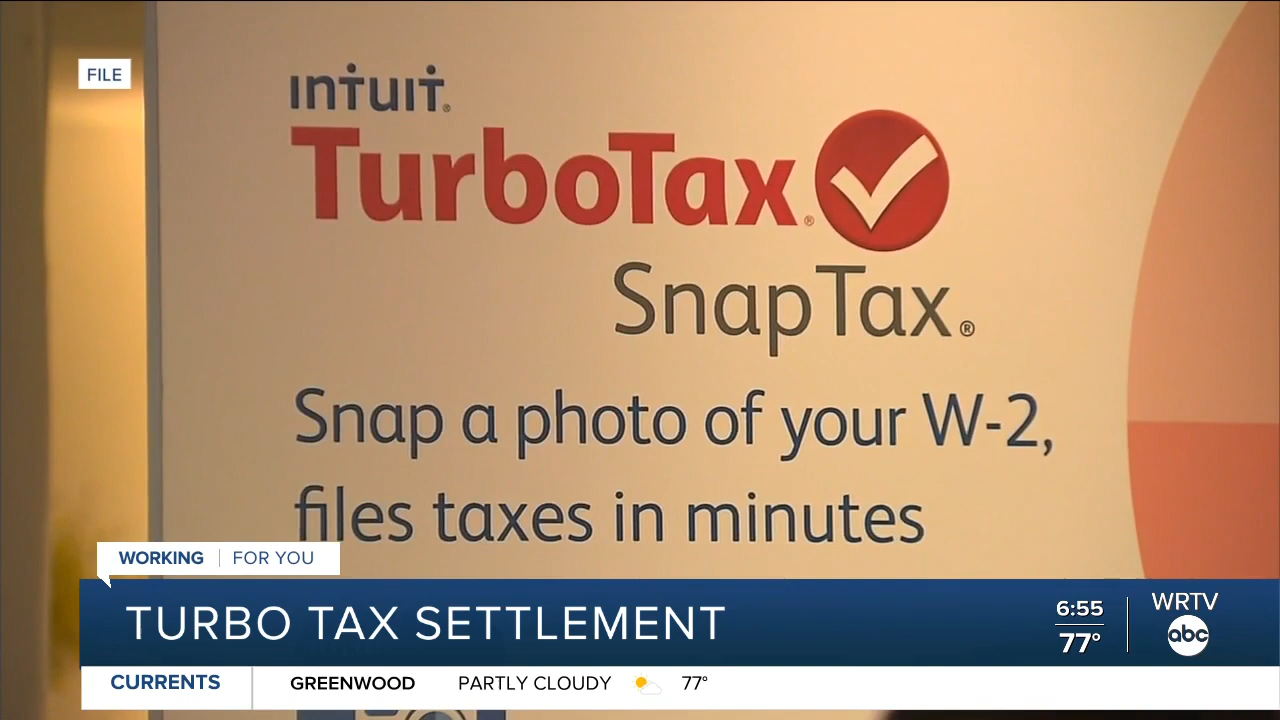 FILE
intuit®
TurboTax®
SnapTax®
Snap a photo of your W-2,
files taxes in minutes
WORKING | FOR YOU
TURBO TAX SETTLEMENT
6:55
77°
WRTV
abc
CURRENTS
GREENWOOD PARTLY CLOUDY 77°